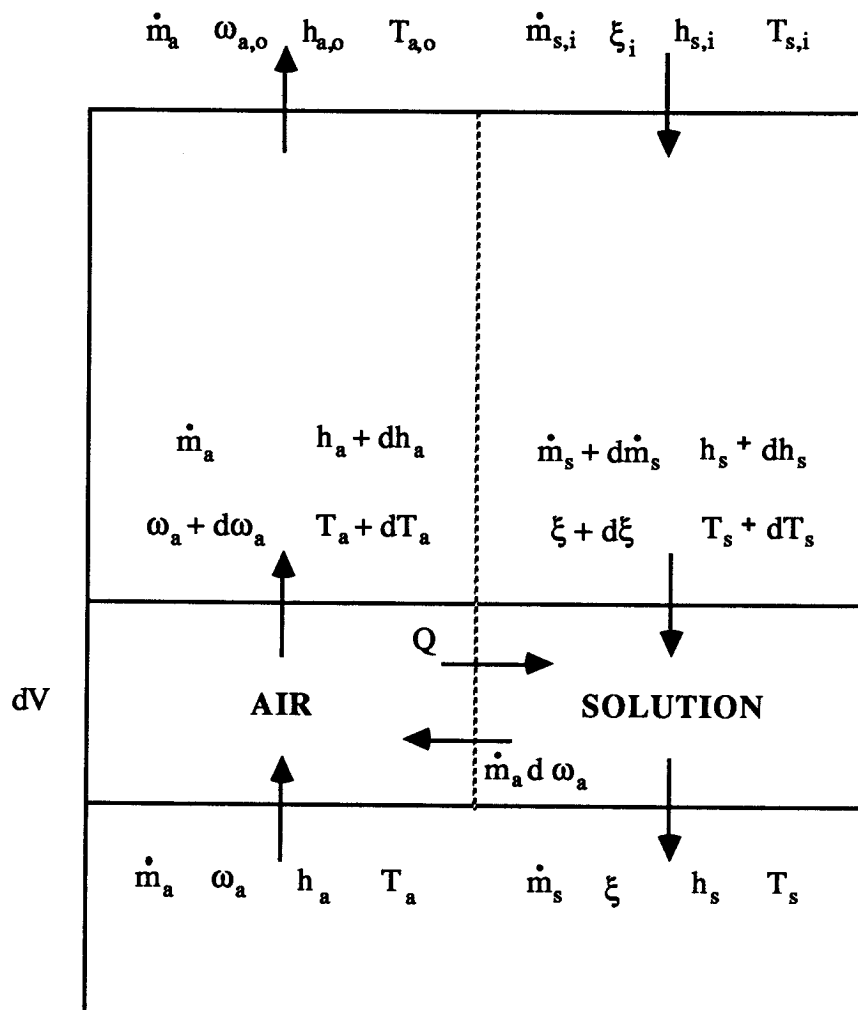 ṁa ωa,o ha,o Ta,o ṁs,i ξi hs,i Ts,i
ṁa ha + dha ṁs + dṁs hs + dhs
ωa + dωa Ta + dTa ξ + dξ Ts + dTs
Q
dV AIR SOLUTION
ṁa d ωa
ṁa ωa ha Ta ṁs ξ hs Ts